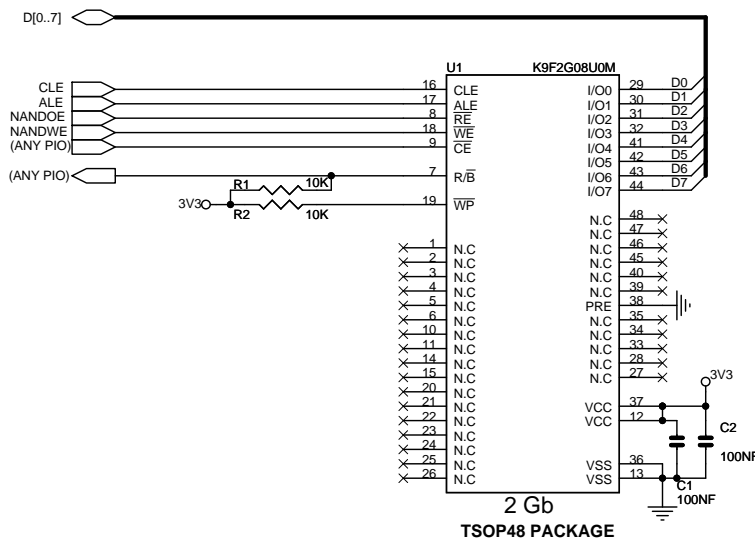 D[0..7]
U1 K9F2G08U0M
CLE 16 CLE I/O0 29 D0
ALE 17 ALE I/O1 30 D1
NANDOE 8 RE I/O2 31 D2
NANDWE 18 WE I/O3 32 D3
(ANY PIO) 9 CE I/O4 41 D4
I/O5 42 D5
(ANY PIO) 7 R/B I/O6 43 D6
I/O7 44 D7
R1 10K
3V3 R2 10K 19 WP
N.C 48
N.C 47
1 N.C N.C 46
2 N.C N.C 45
3 N.C N.C 40
4 N.C N.C 39
5 N.C PRE 38
6 N.C N.C 35
10 N.C N.C 34
11 N.C N.C 33
14 N.C N.C 28
15 N.C N.C 27
3V3
20 N.C
21 N.C VCC 37
22 N.C VCC 12
C2
23 N.C
24 N.C
100NF
25 N.C VSS 36
26 N.C VSS 13
C1
100NF
2 Gb
TSOP48 PACKAGE